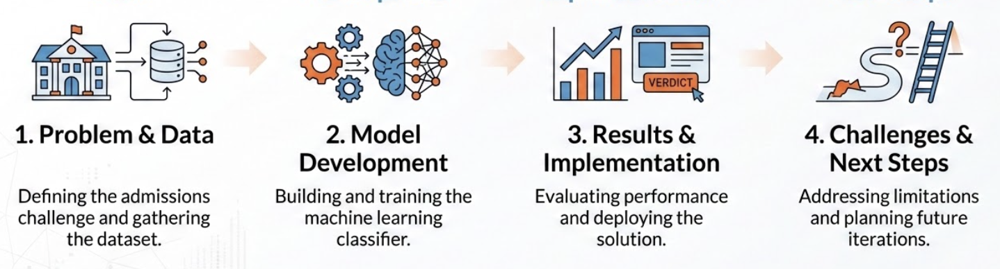 1. Problem & Data
Defining the admissions
challenge and gathering
the dataset.
2. Model
Development
Building and training the
machine learning
classifier.
VERDICT
3. Results &
Implementation
Evaluating performance
and deploying the
solution.
?
4. Challenges &
Next Steps
Addressing limitations
and planning future
iterations.